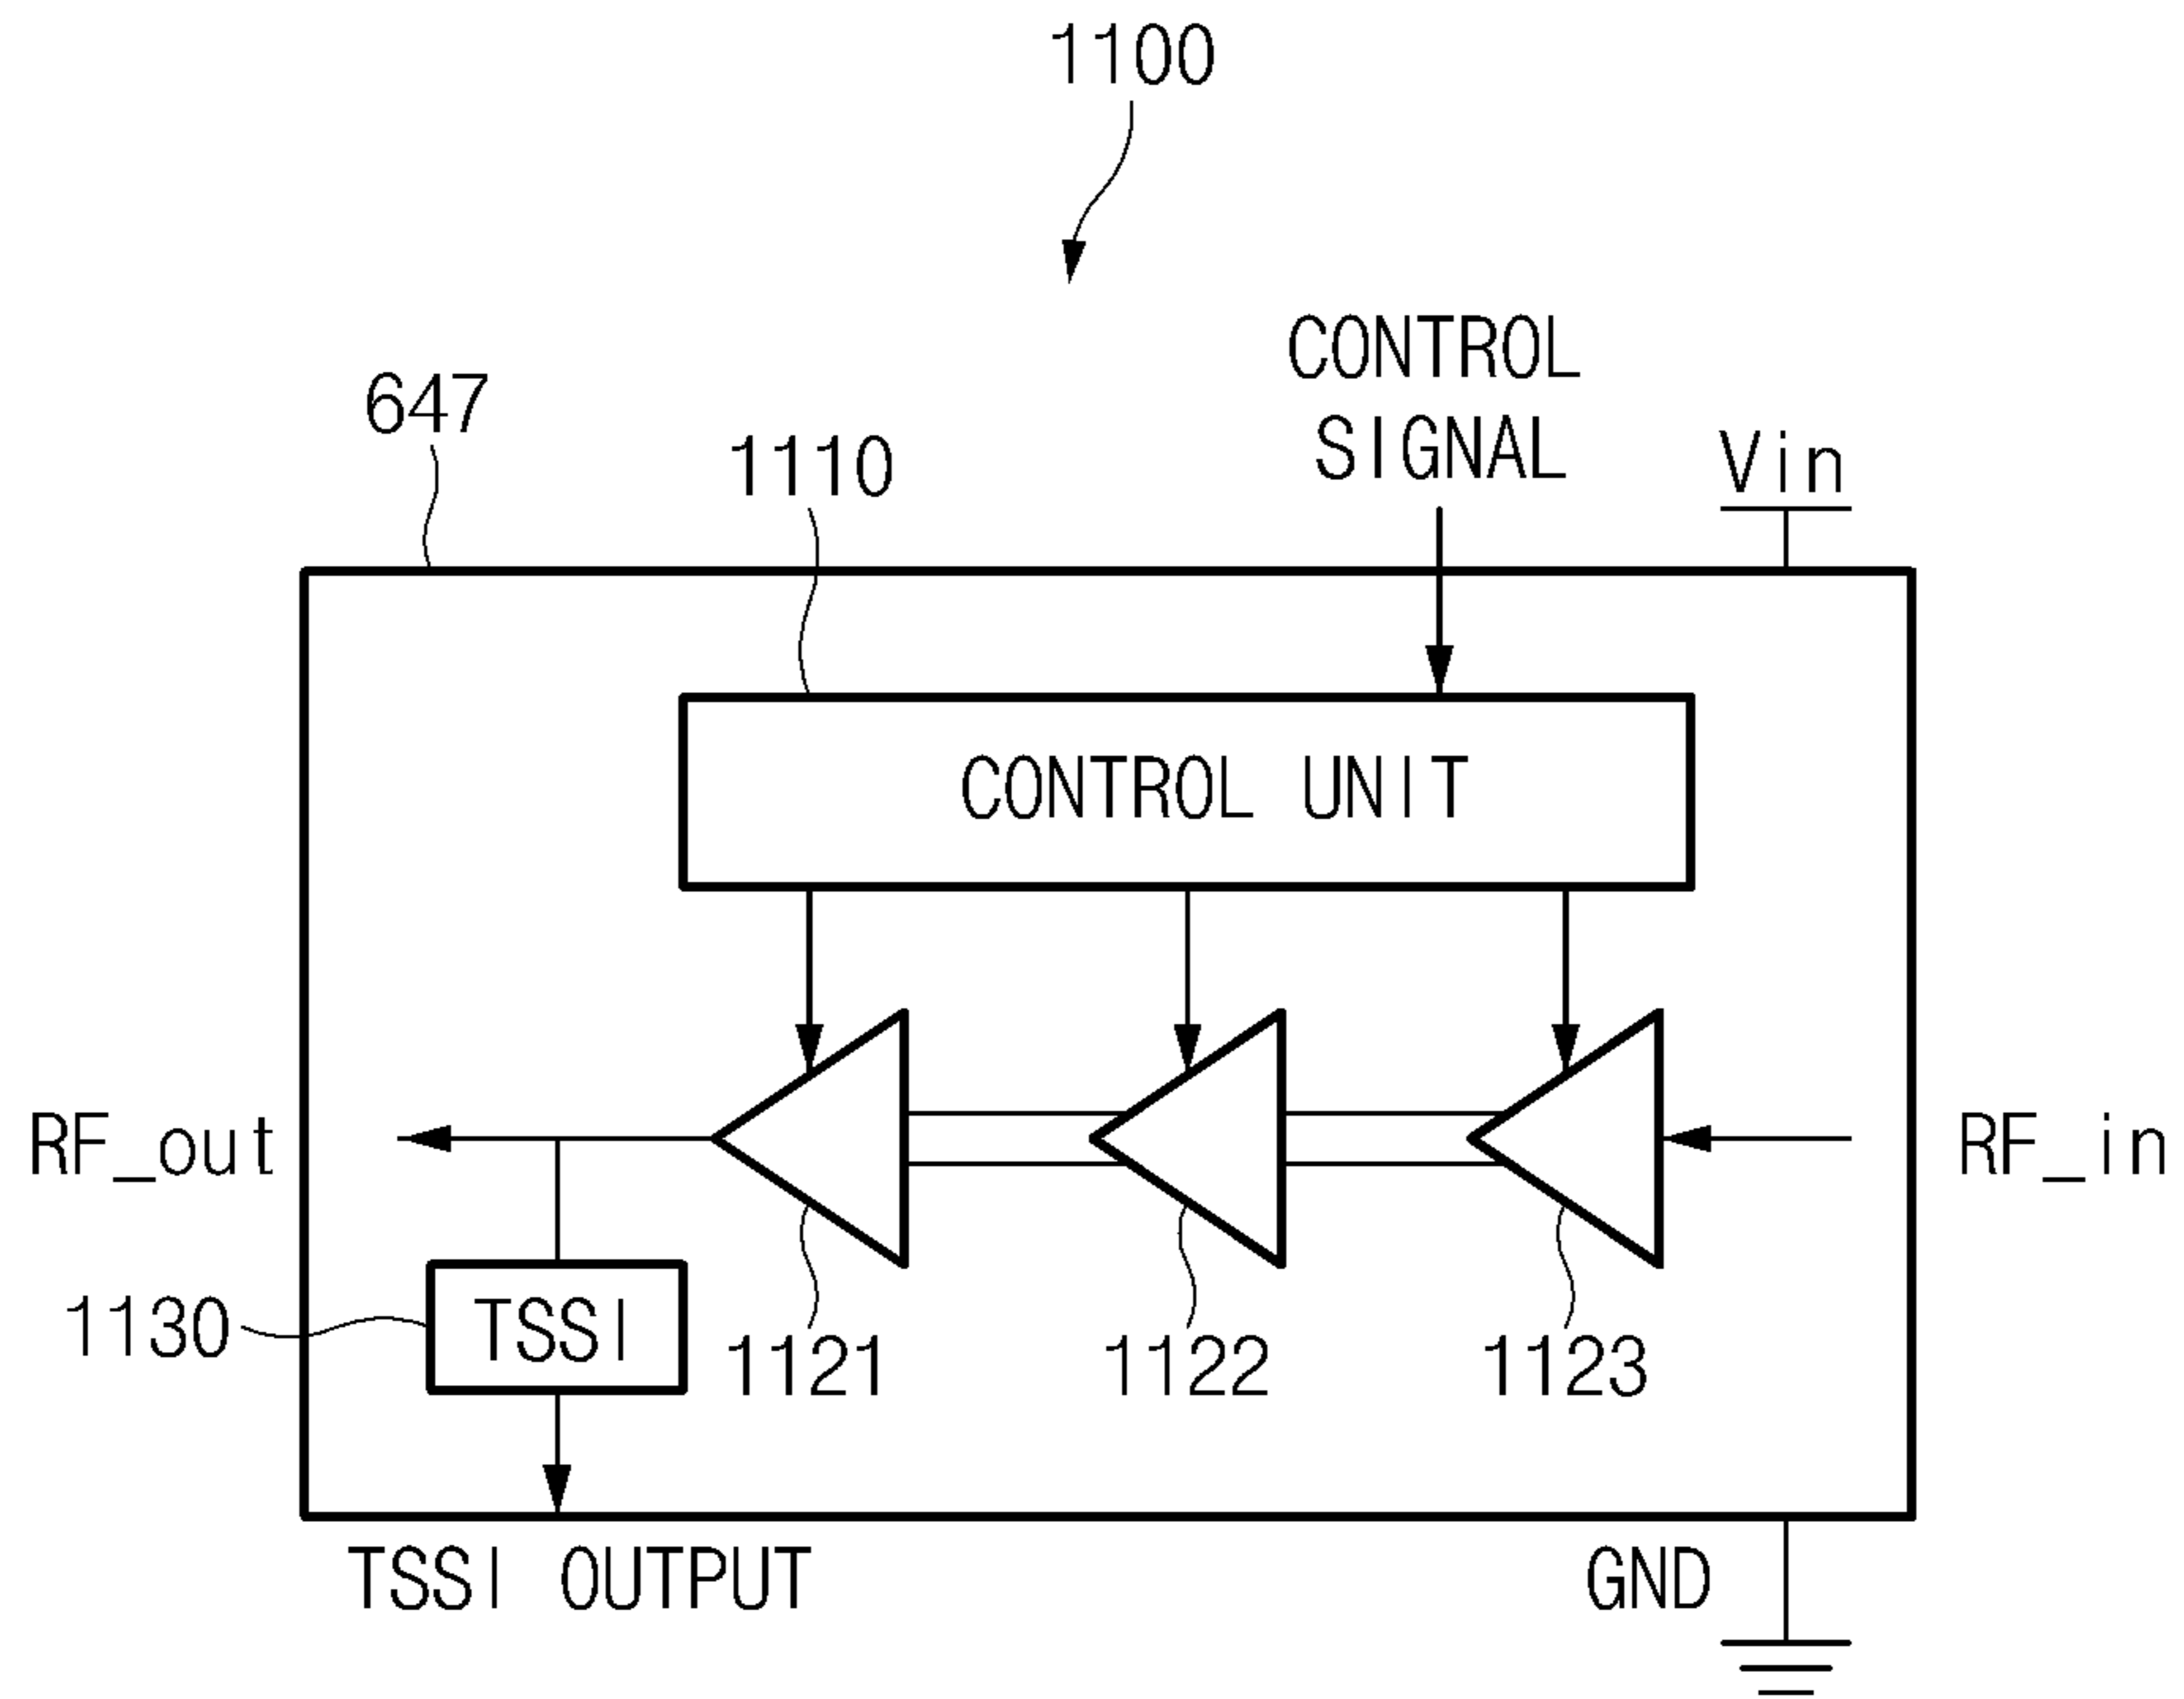 1100
CONTROL
SIGNAL
647
1110
Vin
CONTROL UNIT
RF_out
RF_in
1130
TSSI
1121
1122
1123
TSSI OUTPUT
GND